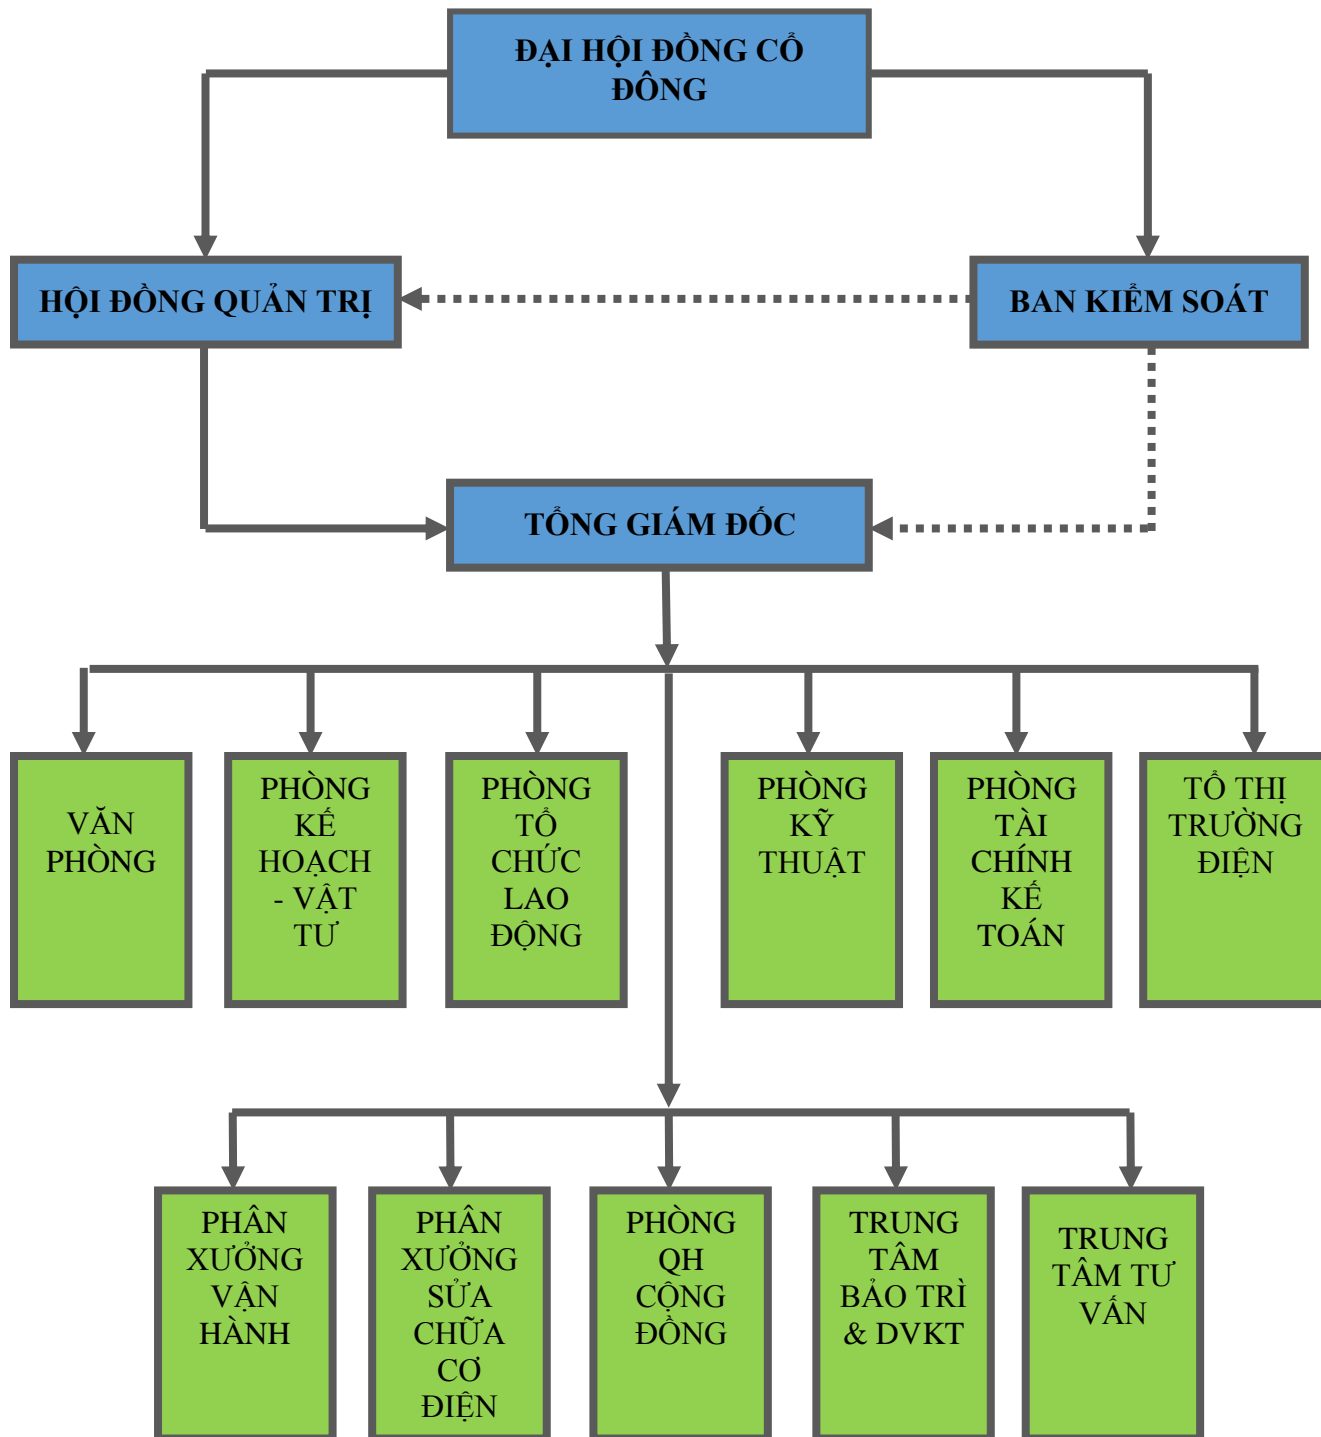 ĐẠI HỘI ĐỒNG CỔ
ĐÔNG
HỘI ĐỒNG QUẢN TRỊ
BAN KIỂM SOÁT
TỔNG GIÁM ĐỐC
VĂN
PHÒNG
PHÒNG
KẾ
HOẠCH
- VẬT
TƯ
PHÒNG
TỔ
CHỨC
LAO
ĐỘNG
PHÒNG
KỸ
THUẬT
PHÒNG
TÀI
CHÍNH
KẾ
TOÁN
TỔ THỊ
TRƯỜNG
ĐIỆN
PHÂN
XƯỞNG
VẬN
HÀNH
PHÂN
XƯỞNG
SỬA
CHỮA
CƠ
ĐIỆN
PHÒNG
QH
CỘNG
ĐỒNG
TRUNG
TÂM
BẢO TRÌ
& DVKT
TRUNG
TÂM TƯ
VẤN